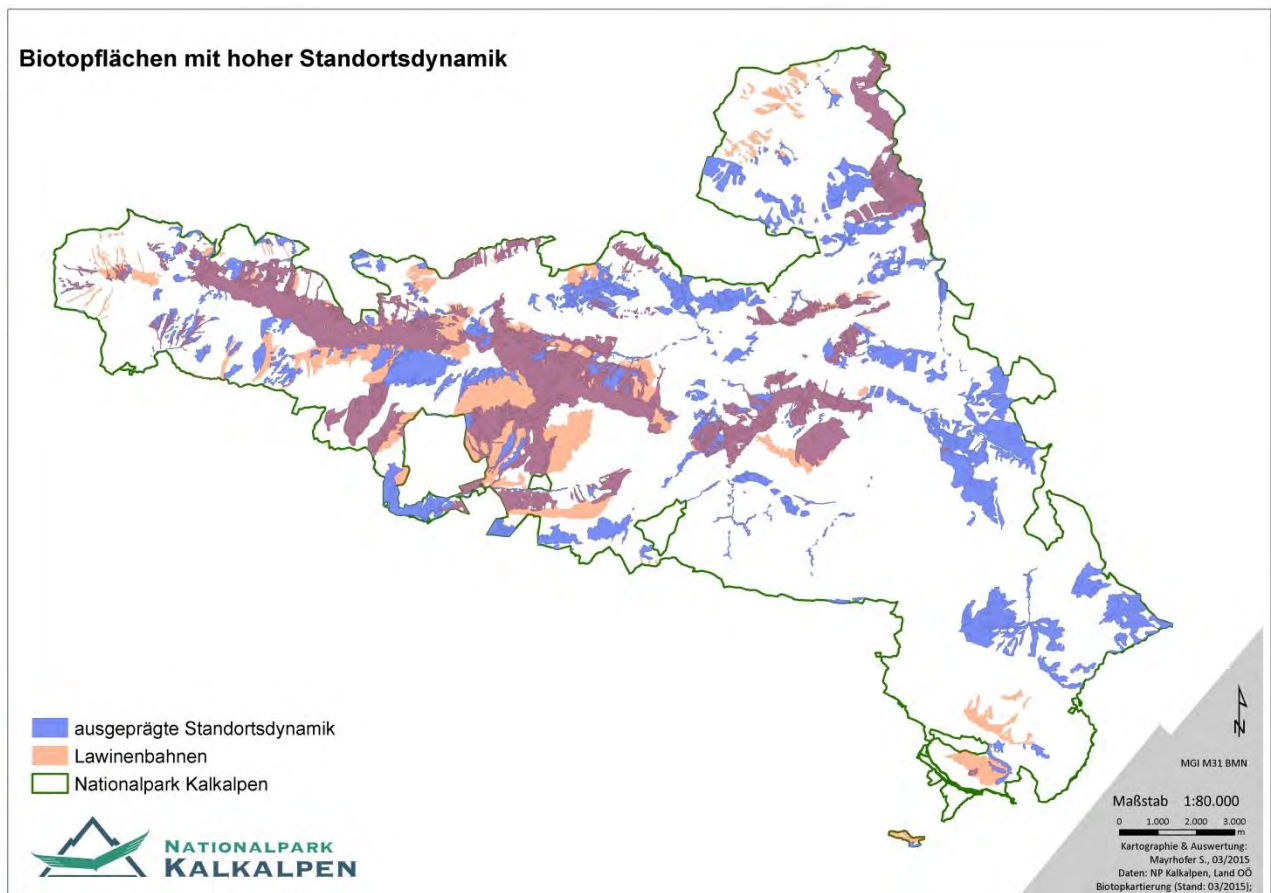 Biotopflächen mit hoher Standortsdynamik
ausgeprägte Standortsdynamik
Lawinenbahnen
Nationalpark Kalkalpen
NATIONALPARK
KALKALPEN
N
MGI M31 BMN
Maßstab 1:80.000
0 1.000 2.000 3.000
m
Kartographie & Auswertung:
Mayrhofer S., 03/2015
Daten: NP Kalkalpen, Land OÖ
Biotopkartierung (Stand: 03/2015);